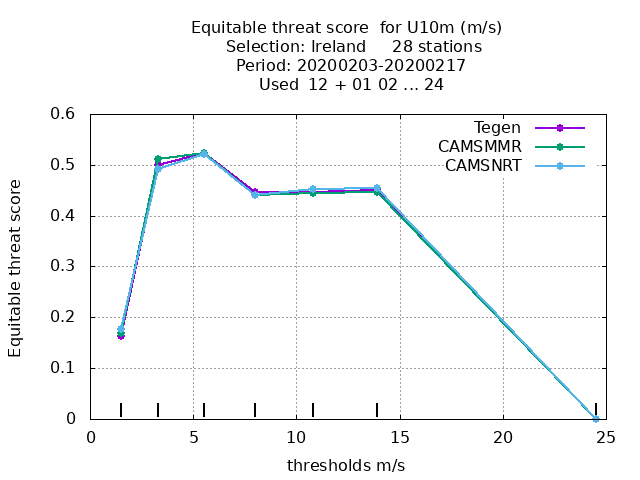 Equitable threat score  for U10m (m/s)
Selection: Ireland     28 stations
Period: 20200203-20200217
Used  12 + 01 02 ... 24
Tegen
CAMSMMR
CAMSNRT
Equitable threat score
0.6
0.5
0.4
0.3
0.2
0.1
0
0 5 10 15 20 25
thresholds m/s